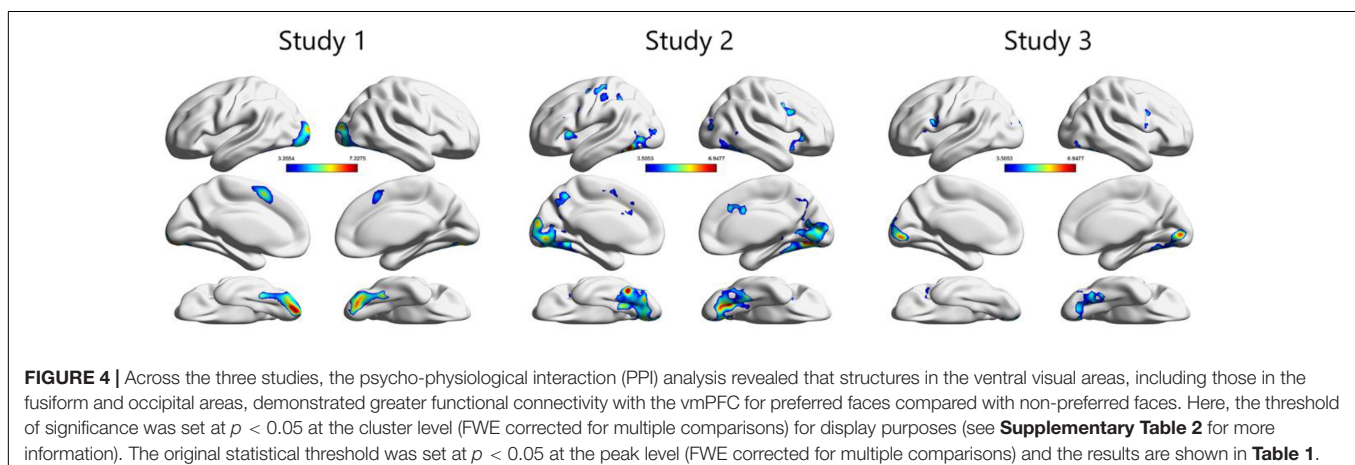 Study 1 Study 2 Study 3
3.2054 7.2275 3.5053 6.9477 3.5053 6.9477
FIGURE 4 | Across the three studies, the psycho-physiological interaction (PPI) analysis revealed that structures in the ventral visual areas, including those in the
fusiform and occipital areas, demonstrated greater functional connectivity with the vmPFC for preferred faces compared with non-preferred faces. Here, the threshold
of significance was set at p < 0.05 at the cluster level (FWE corrected for multiple comparisons) for display purposes (see Supplementary Table 2 for more
information). The original statistical threshold was set at p < 0.05 at the peak level (FWE corrected for multiple comparisons) and the results are shown in Table 1.